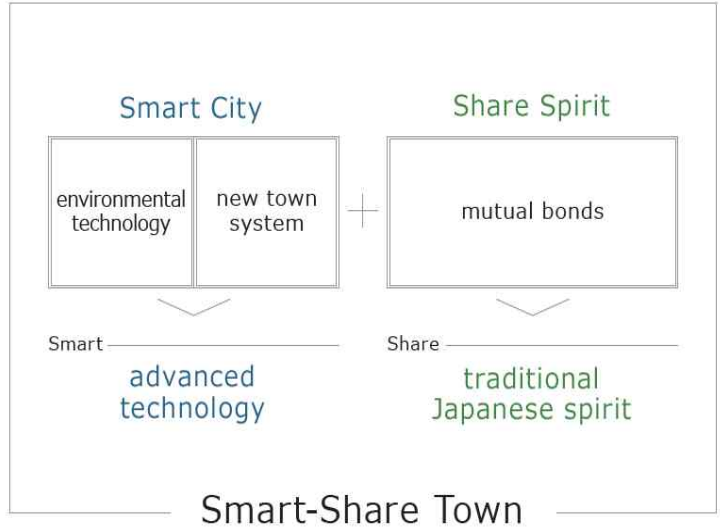 Smart City
Share Spirit
environmental
technology
new town
system
+
mutual bonds
Smart
advanced
technology
Share
traditional
Japanese spirit
Smart-Share Town